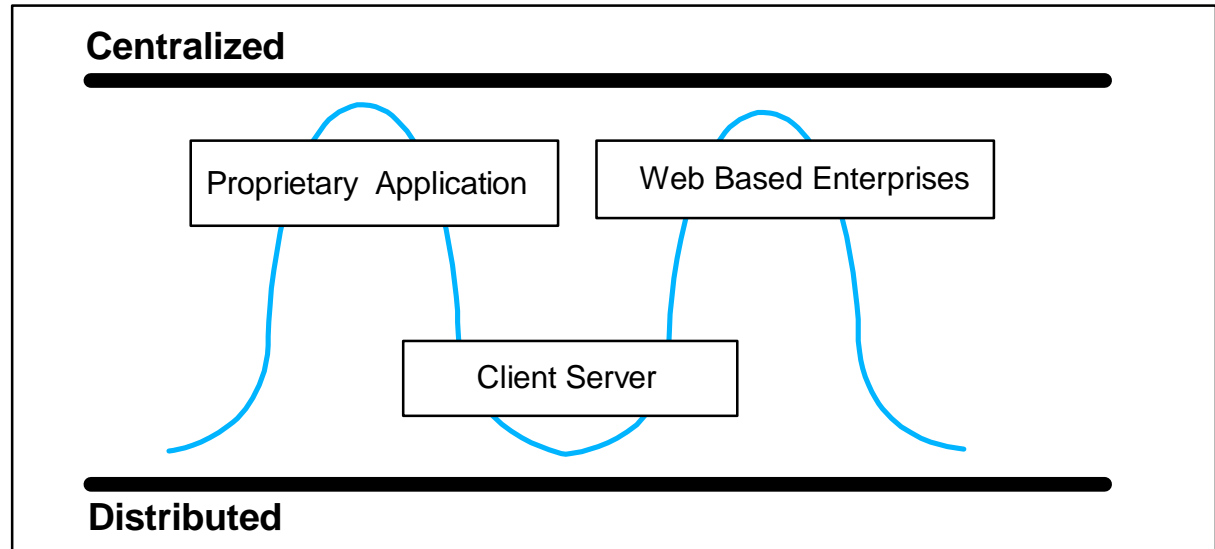 Centralized
Proprietary Application
Web Based Enterprises
Client Server
Distributed